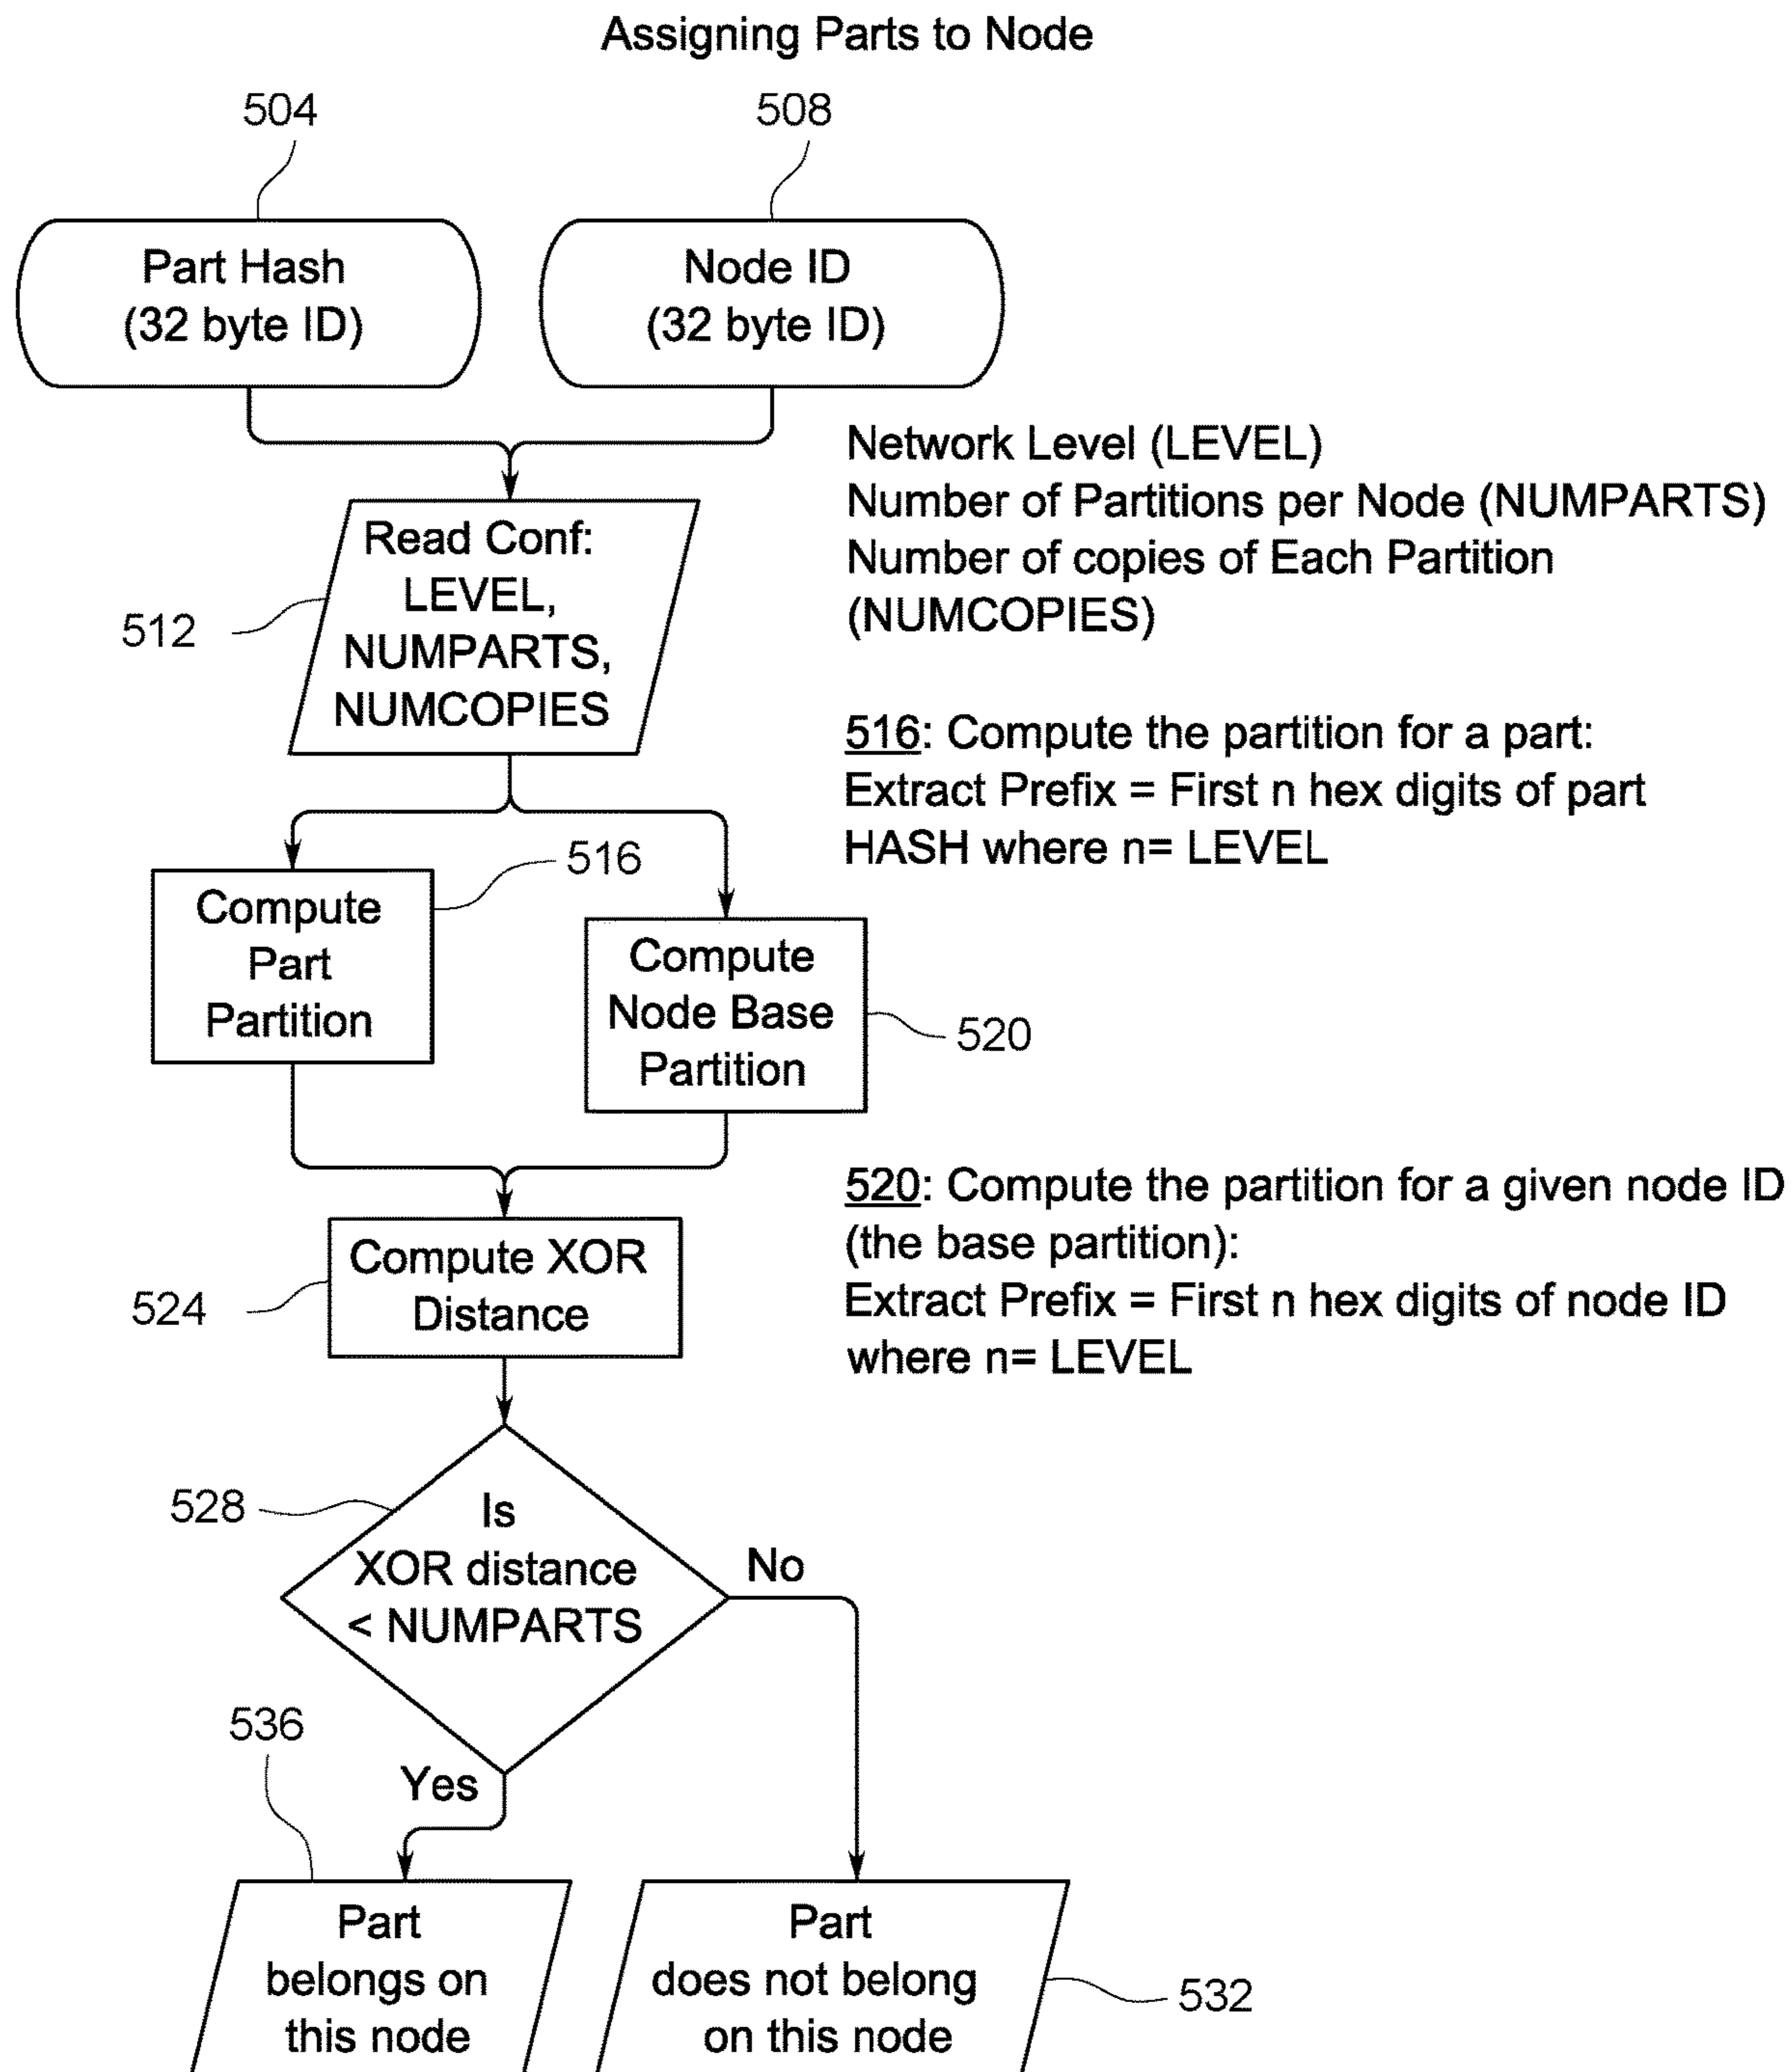 Assigning Parts to Node
504
508
Part Hash
(32 byte ID)
Node ID
(32 byte ID)
Network Level (LEVEL)
Number of Partitions per Node (NUMPARTS)
Number of copies of Each Partition
(NUMCOPIES)
Read Conf:
LEVEL,
NUMPARTS,
NUMCOPIES
512
516: Compute the partition for a part:
Extract Prefix = First n hex digits of part
HASH where n= LEVEL
516
Compute
Part
Partition
Compute
Node Base
Partition
520
520: Compute the partition for a given node ID
(the base partition):
Extract Prefix = First n hex digits of node ID
where n= LEVEL
Compute XOR
Distance
524
528
Is
XOR distance
< NUMPARTS
No
Yes
536
Part
belongs on
this node
Part
does not belong
on this node
532